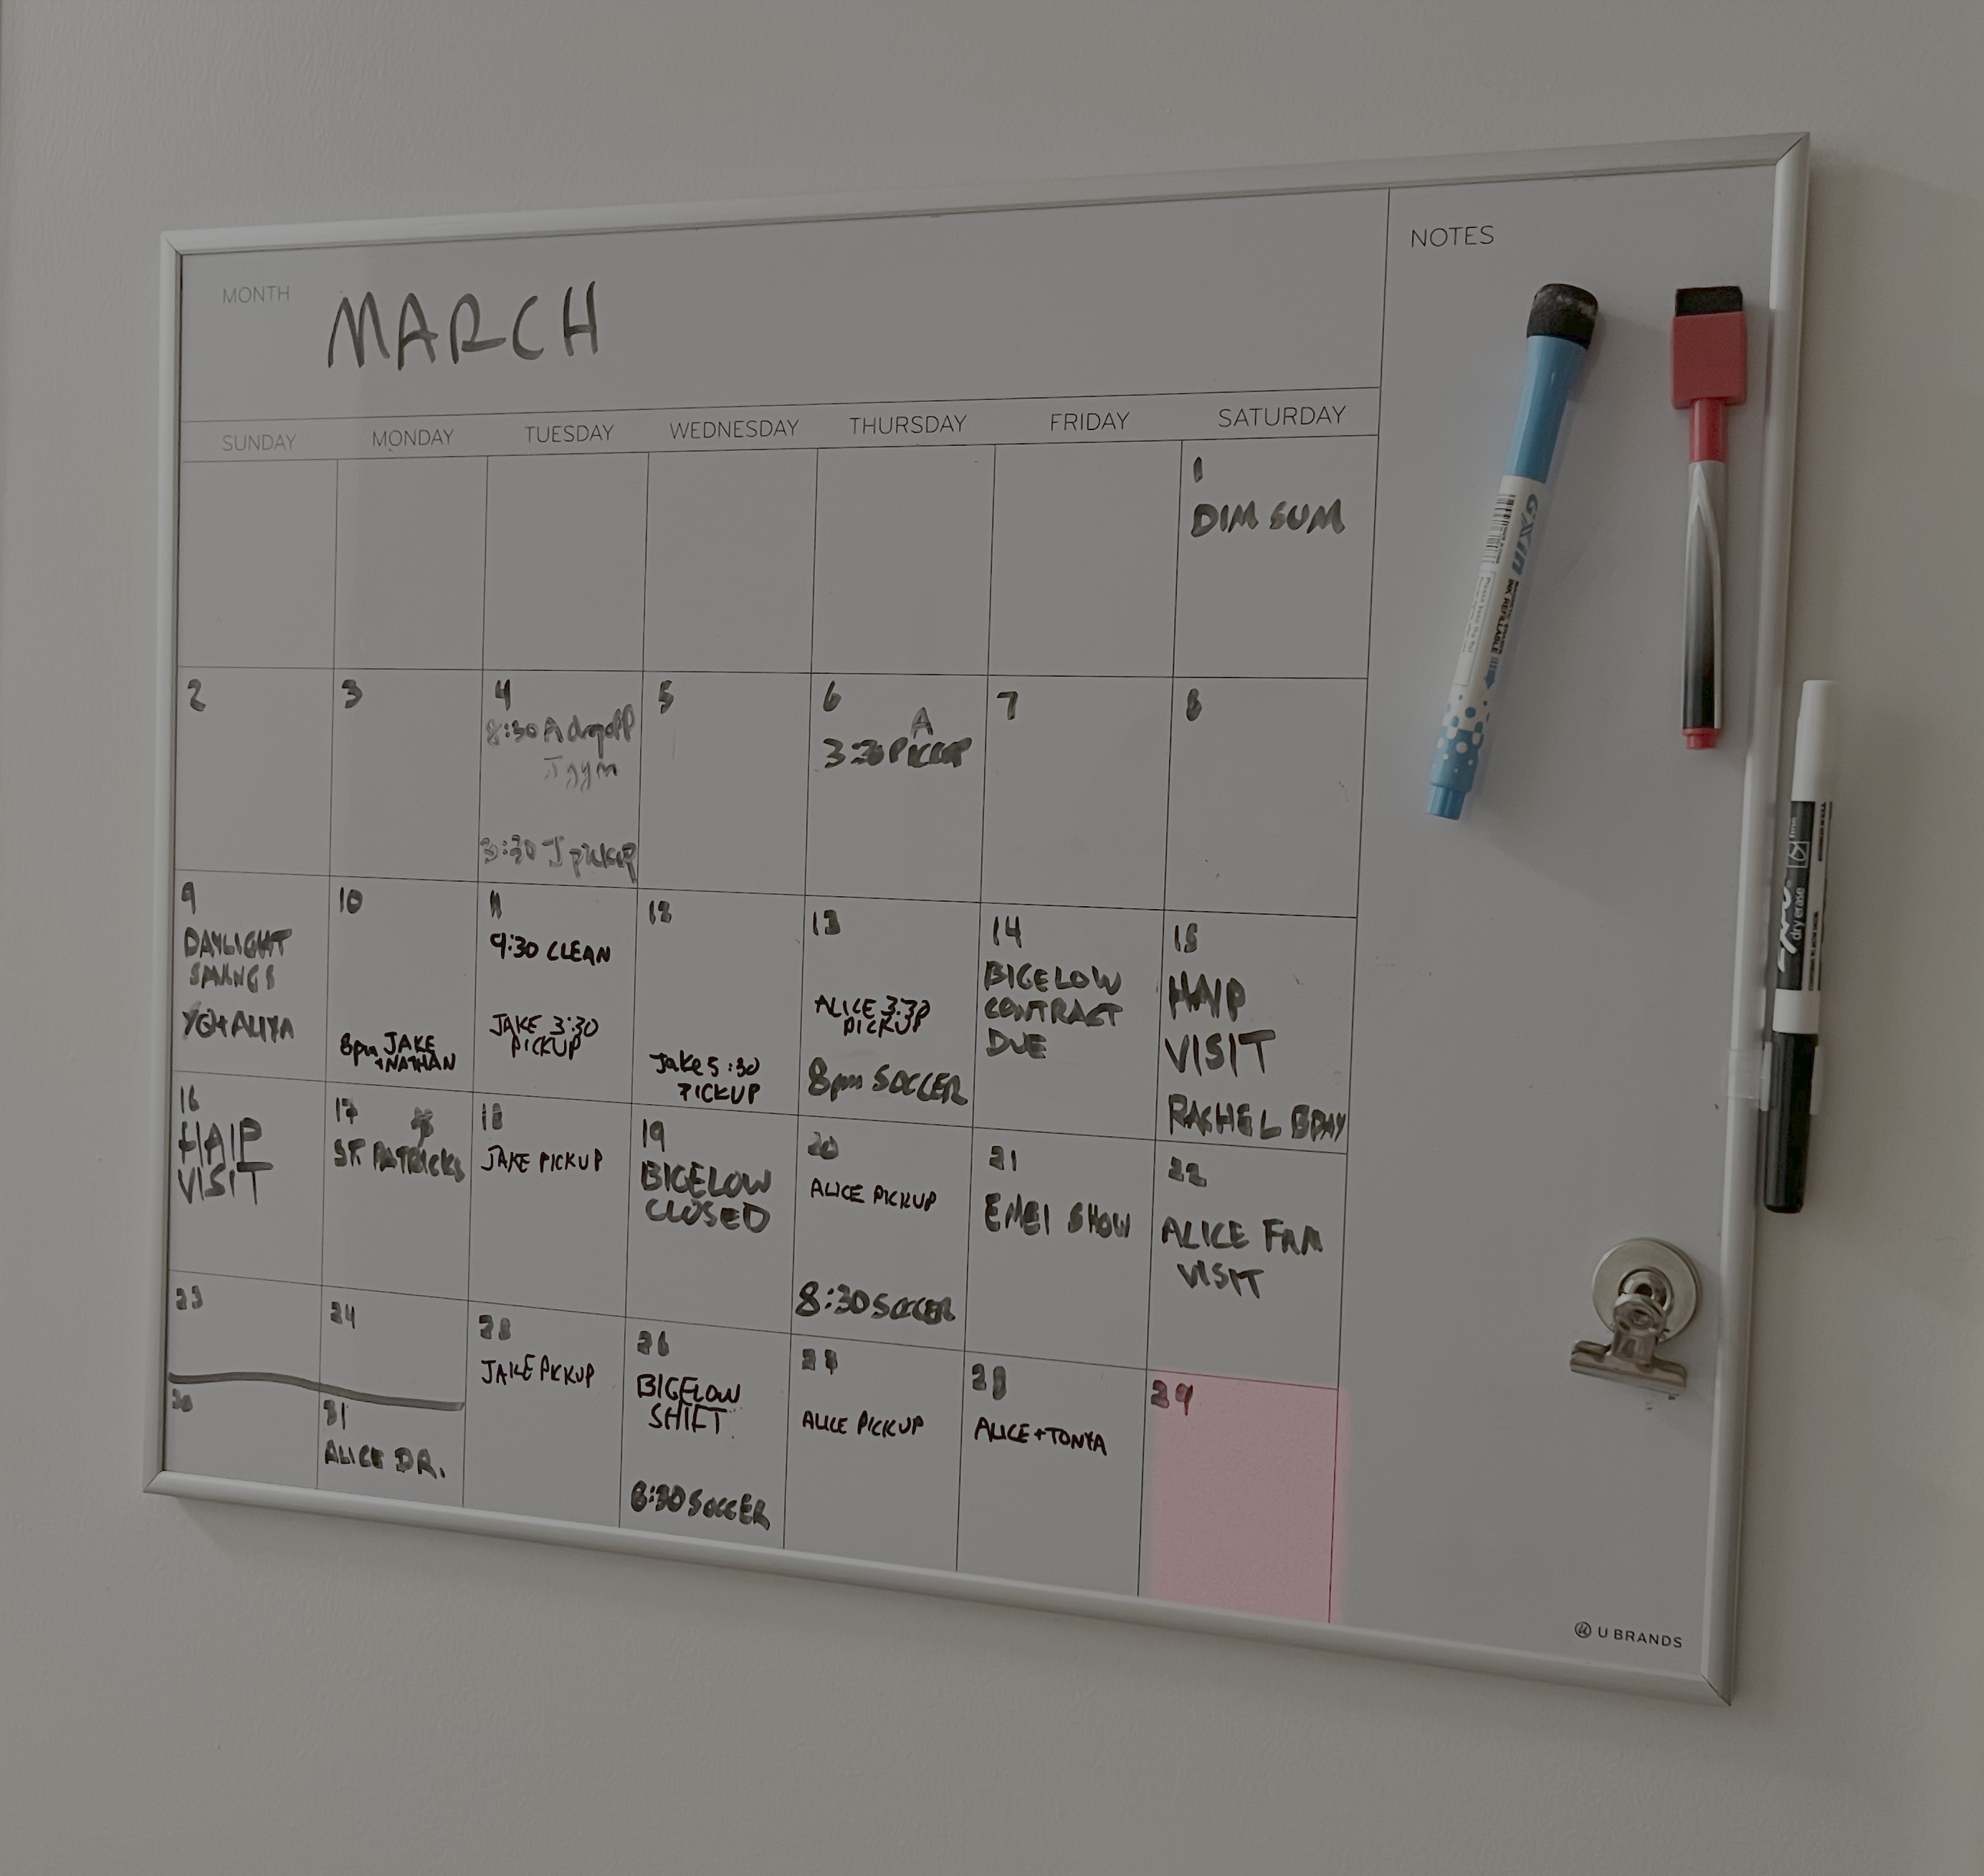 NOTES
MONTH
MARCH
SUNDAY MONDAY TUESDAY WEDNESDAY THURSDAY FRIDAY SATURDAY
1
DIM SUM
2
3
4
8:30 A dropoff
J gym
3:30 J pickup
5
6
A
3:30 PICKUP
7
8
9
DAYLIGHT
SAVINGS
10
8pm JAKE
+NATHAN
11
9:30 CLEAN
JAKE 3:30
PICKUP
12
Jake 5:30
PICKUP
13
ALICE 3:30
PICKUP
8pm SOCCER
14
BIGELOW
CONTRACT
DUE
15
HAIP
VISIT
RACHEL BDAY
16
HAIP
VISIT
17
ST. PATRICKS
18
JAKE PICKUP
19
BIGELOW
CLOSED
20
ALICE PICKUP
8:30 SOCCER
21
EMEI SHOW
22
ALICE FAM
VISIT
23
24
25
JAKE PICKUP
26
BIGELOW
SHIFT
8:30 SOCCER
27
ALICE PICKUP
28
ALICE + TONYA
29
30
31
ALICE DR.
GXIN
dry erase
fine
U BRANDS